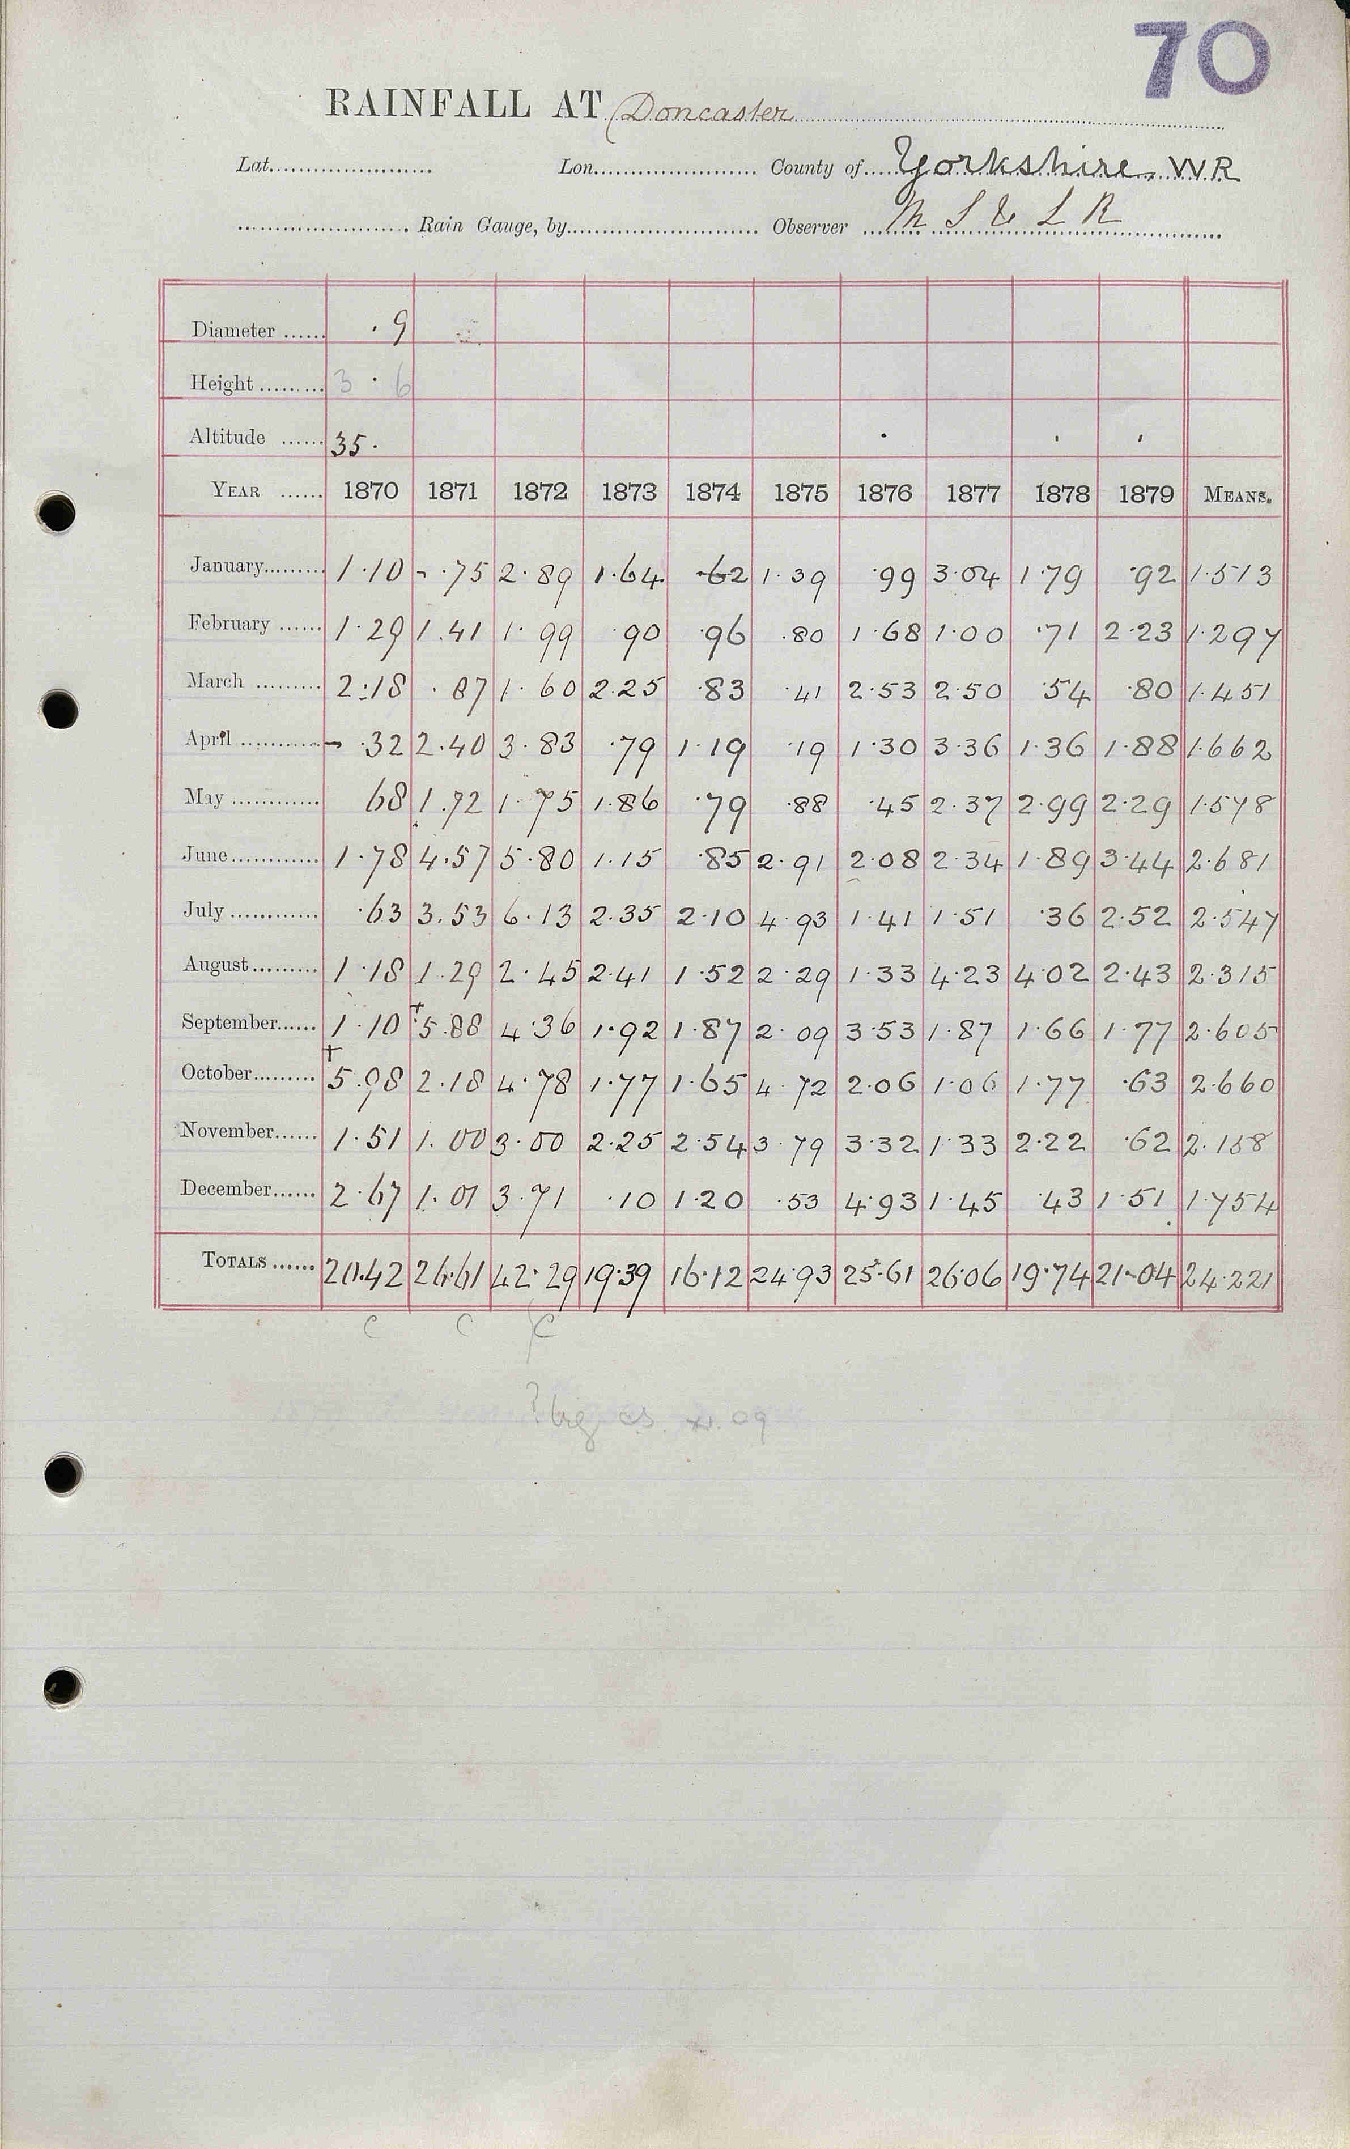 70
RAINFALL AT Doncaster
Lat. Lon. County of Yorkshire, WR
Rain Gauge, by Observer M S & L R
Diameter ...... .9
Height ......... 3 . 6
Altitude ...... 35.
YEAR ...... 1870 1871 1872 1873 1874 1875 1876 1877 1878 1879 MEANS.
January......... 1.10 - .75 2.89 1.64 .62 1.39 .99 3.04 1.79 .92 1.513
February ...... 1.29 1.41 1.99 .90 .96 .80 1.68 1.00 .71 2.23 1.297
March ......... 2.18 .87 1.60 2.25 .83 .41 2.53 2.50 .54 .80 1.451
April ............ - .32 2.40 3.83 .79 1.19 .19 1.30 3.36 1.36 1.88 1.662
May ............ 68 1.72 1.75 1.86 .79 .88 .45 2.37 2.99 2.29 1.578
June............ 1.78 4.57 5.80 1.15 .85 2.91 2.08 2.34 1.89 3.44 2.681
July ............ .63 3.53 6.13 2.35 2.10 4.93 1.41 1.51 .36 2.52 2.547
August......... 1.18 1.29 2.45 2.41 1.52 2.29 1.33 4.23 4.02 2.43 2.315
September...... 1.10 + 5.88 4.36 1.92 1.87 2.09 3.53 1.87 1.66 1.77 2.605
October......... + 5.98 2.18 4.78 1.77 1.65 4.72 2.06 1.06 1.77 .63 2.660
November...... 1.51 1.00 3.00 2.25 2.54 3.79 3.32 1.33 2.22 .62 2.158
December...... 2.67 1.01 3.71 .10 1.20 .53 4.93 1.45 .43 1.51 1.754
TOTALS ...... 20.42 26.61 42.29 19.39 16.12 24.93 25.61 26.06 19.74 21.04 24.221
C C C